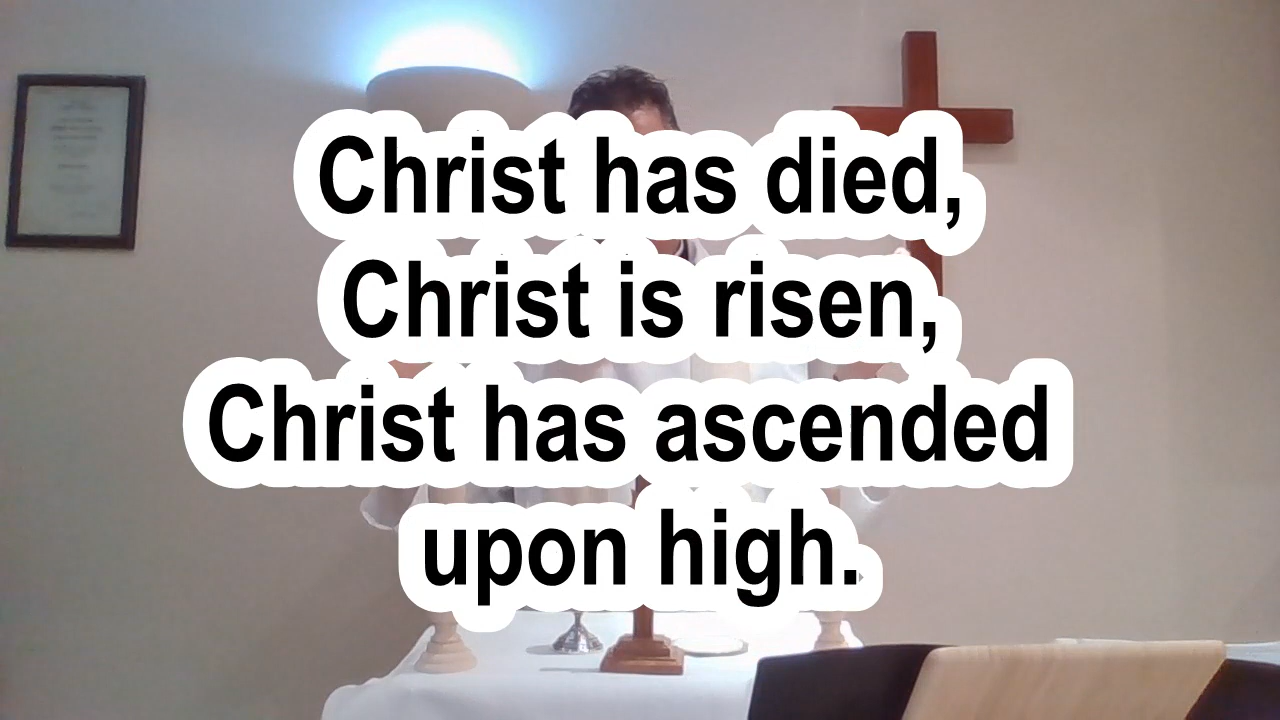 Christ has died,
Christ is risen,
Christ has ascended
upon high.